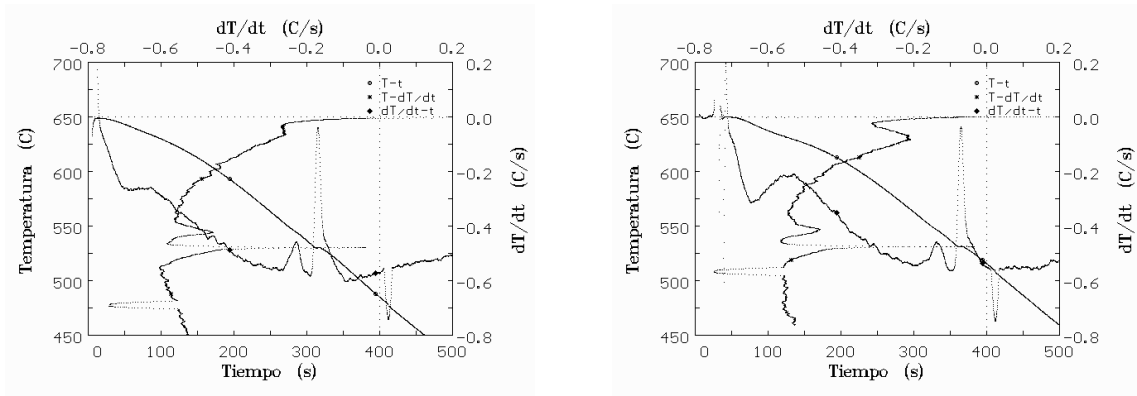 dT/dt (C/s)
-0.8 -0.6 -0.4 -0.2 0.0 0.2
700
650
600
550
500
450
Temperatura (C)
T-t
T-dT/dt
dT/dt-t
0.2
0.0
-0.2
-0.4
-0.6
-0.8
dT/dt (C/s)
0 100 200 300 400 500
Tiempo (s)
dT/dt (C/s)
-0.8 -0.6 -0.4 -0.2 0.0 0.2
700
650
600
550
500
450
Temperatura (C)
T-t
T-dT/dt
dT/dt-t
0.2
0.0
-0.2
-0.4
-0.6
-0.8
dT/dt (C/s)
0 100 200 300 400 500
Tiempo (s)